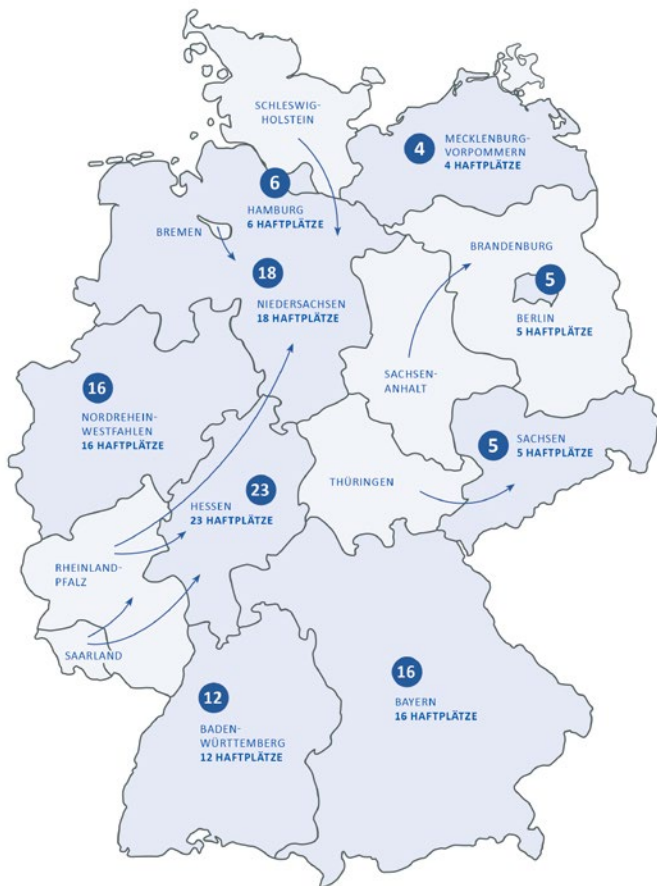 SCHLESWIG-
HOLSTEIN
4
MECKLENBURG-
VORPOMMERN
4 HAFTPLÄTZE
6
HAMBURG
6 HAFTPLÄTZE
BREMEN
BRANDENBURG
18
NIEDERSACHSEN
18 HAFTPLÄTZE
5
BERLIN
5 HAFTPLÄTZE
SACHSEN-
ANHALT
16
NORDREHEIN-
WESTFAHLEN
16 HAFTPLÄTZE
5
SACHSEN
5 HAFTPLÄTZE
THÜRINGEN
23
HESSEN
23 HAFTPLÄTZE
RHEINLAND-
PFALZ
SAARLAND
16
BAYERN
16 HAFTPLÄTZE
12
BADEN-
WÜRTTEMBERG
12 HAFTPLÄTZE